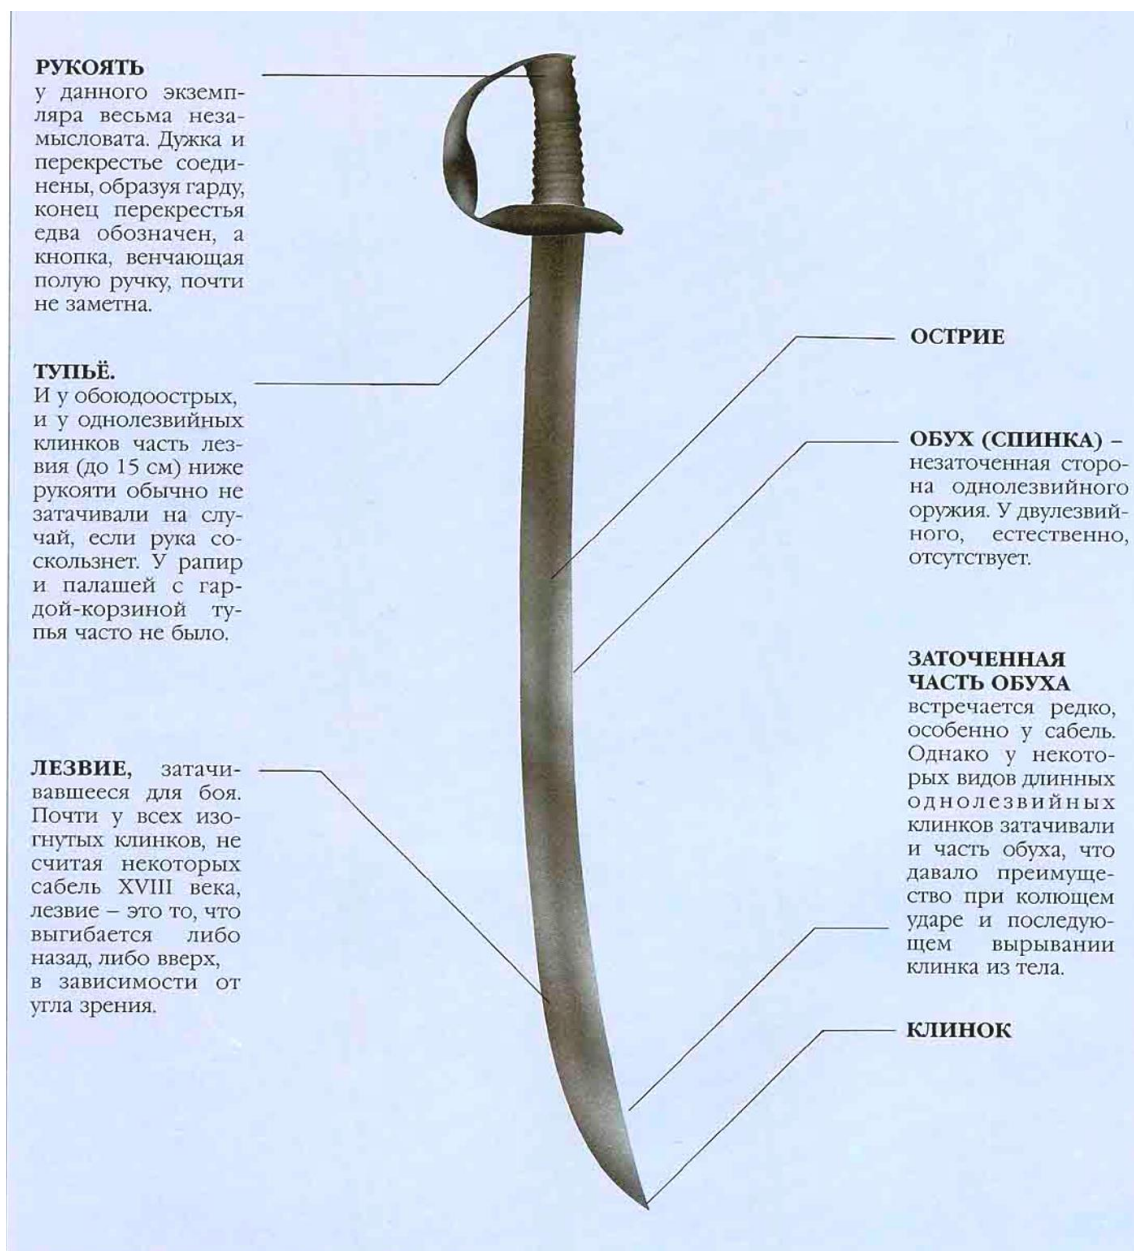 РУКОЯТЬ
у данного экземп-
ляра весьма неза-
мысловата. Дужка и
перекрестье соеди-
нены, образуя гарду,
конец перекрестья
едва обозначен, а
кнопка, венчающая
полую ручку, почти
не заметна.
ТУПЬЁ.
И у обоюдоострых,
и у однолезвийных
клинков часть лез-
вия (до 15 см) ниже
рукояти обычно не
затачивали на слу-
чай, если рука со-
скользнет. У рапир
и палашей с гар-
дой-корзиной ту-
пья часто не было.
ЛЕЗВИЕ, затачи-
вавшееся для боя.
Почти у всех изо-
гнутых клинков, не
считая некоторых
сабель XVIII века,
лезвие – это то, что
выгибается либо
назад, либо вверх,
в зависимости от
угла зрения.
ОСТРИЕ
ОБУХ (СПИНКА) –
незаточенная сторо-
на однолезвийного
оружия. У двулезвий-
ного, естественно,
отсутствует.
ЗАТОЧЕННАЯ
ЧАСТЬ ОБУХА
встречается редко,
особенно у сабель.
Однако у некото-
рых видов длинных
однолезвийных
клинков затачивали
и часть обуха, что
давало преимуще-
ство при колющем
ударе и последую-
щем вырывании
клинка из тела.
КЛИНОК